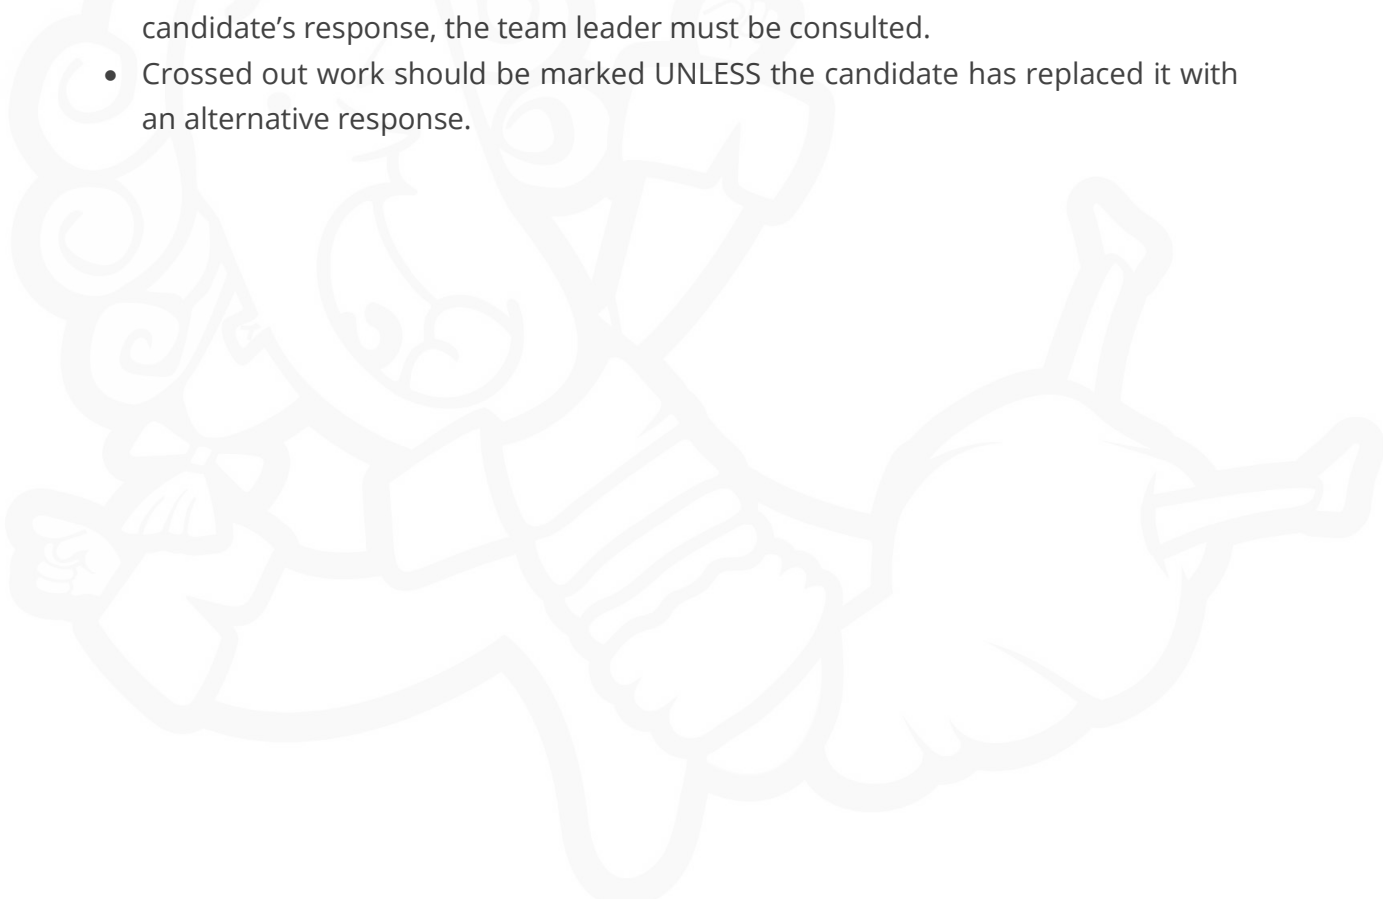 candidate’s response, the team leader must be consulted.
• Crossed out work should be marked UNLESS the candidate has replaced it with
an alternative response.